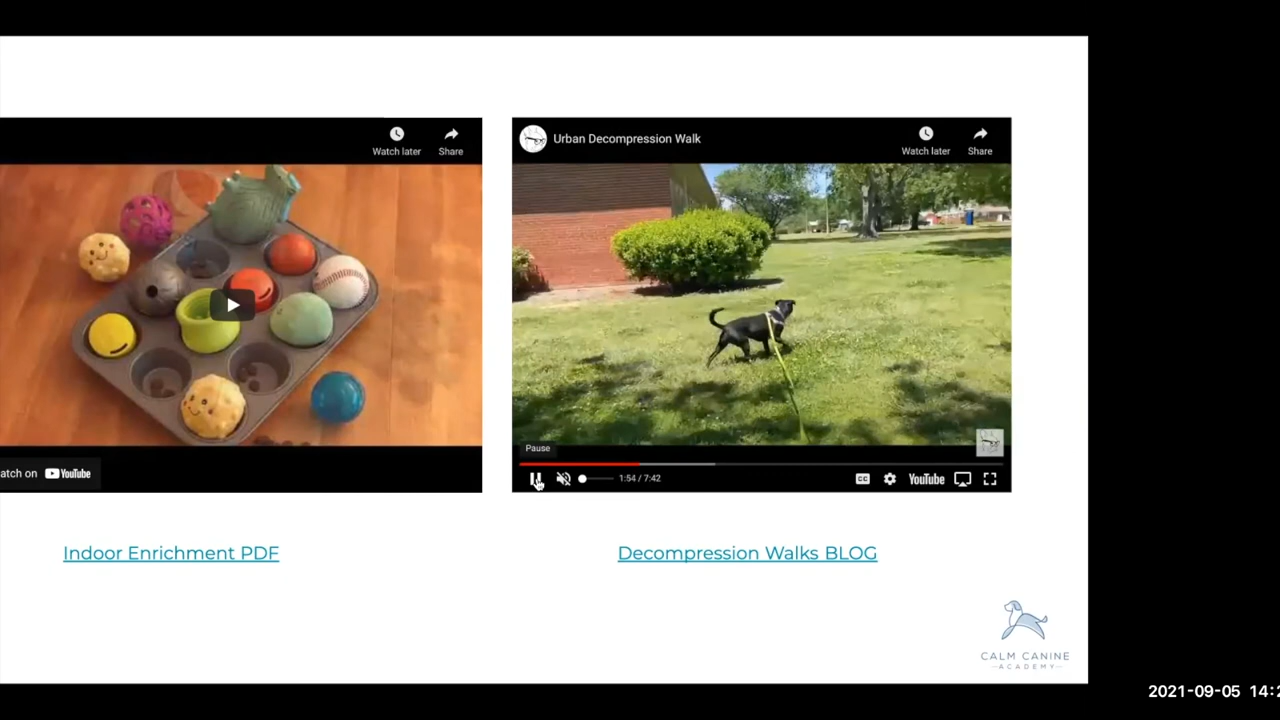 Watch later
Share
atch on YouTube
Urban Decompression Walk
Watch later
Share
Pause
1:54 / 7:42
CC
YouTube
Indoor Enrichment PDF
Decompression Walks BLOG
CALM CANINE
ACADEMY
2021-09-05 14:2